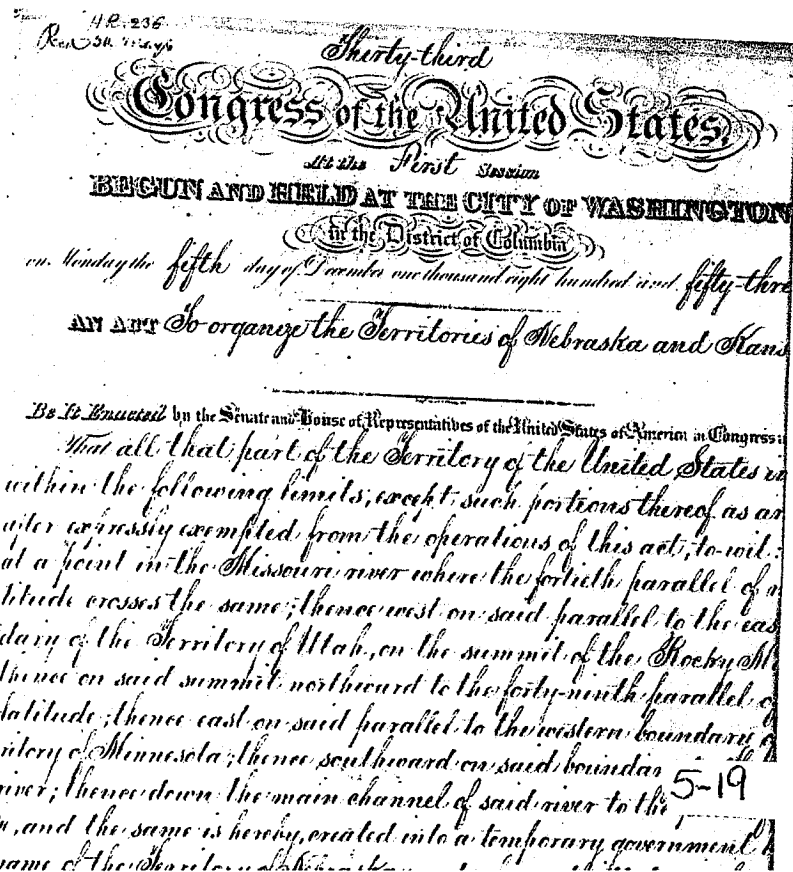 H.R. 236
Thirty-third
Congress of the United States,
At the First Session
BEGUN AND HELD AT THE CITY OF WASHINGTON
in the District of Columbia
on Monday the fifth day of December one thousand eight hundred and fifty-thre
AN ACT To organize the Territories of Nebraska and Kans
Be It Enacted by the Senate and House of Representatives of the United States of America in Congress
That all that part of the Territory of the United States in
within the following limits, except such portions thereof as ar
after expressly exempted from the operations of this act, to-wit:
at a point in the Missouri river where the fortieth parallel of n
titude crosses the same; thence west on said parallel to the eas
dary of the Territory of Utah, on the summit of the Rocky M
thence on said summit northward to the forty-ninth parallel o
latitude; thence east on said parallel to the western boundary o
ritory of Minnesota; thence southward on said boundar
5-19
river; thence down the main channel of said river to the
, and the same is hereby, created into a temporary government
name of the Territory of Nebraska